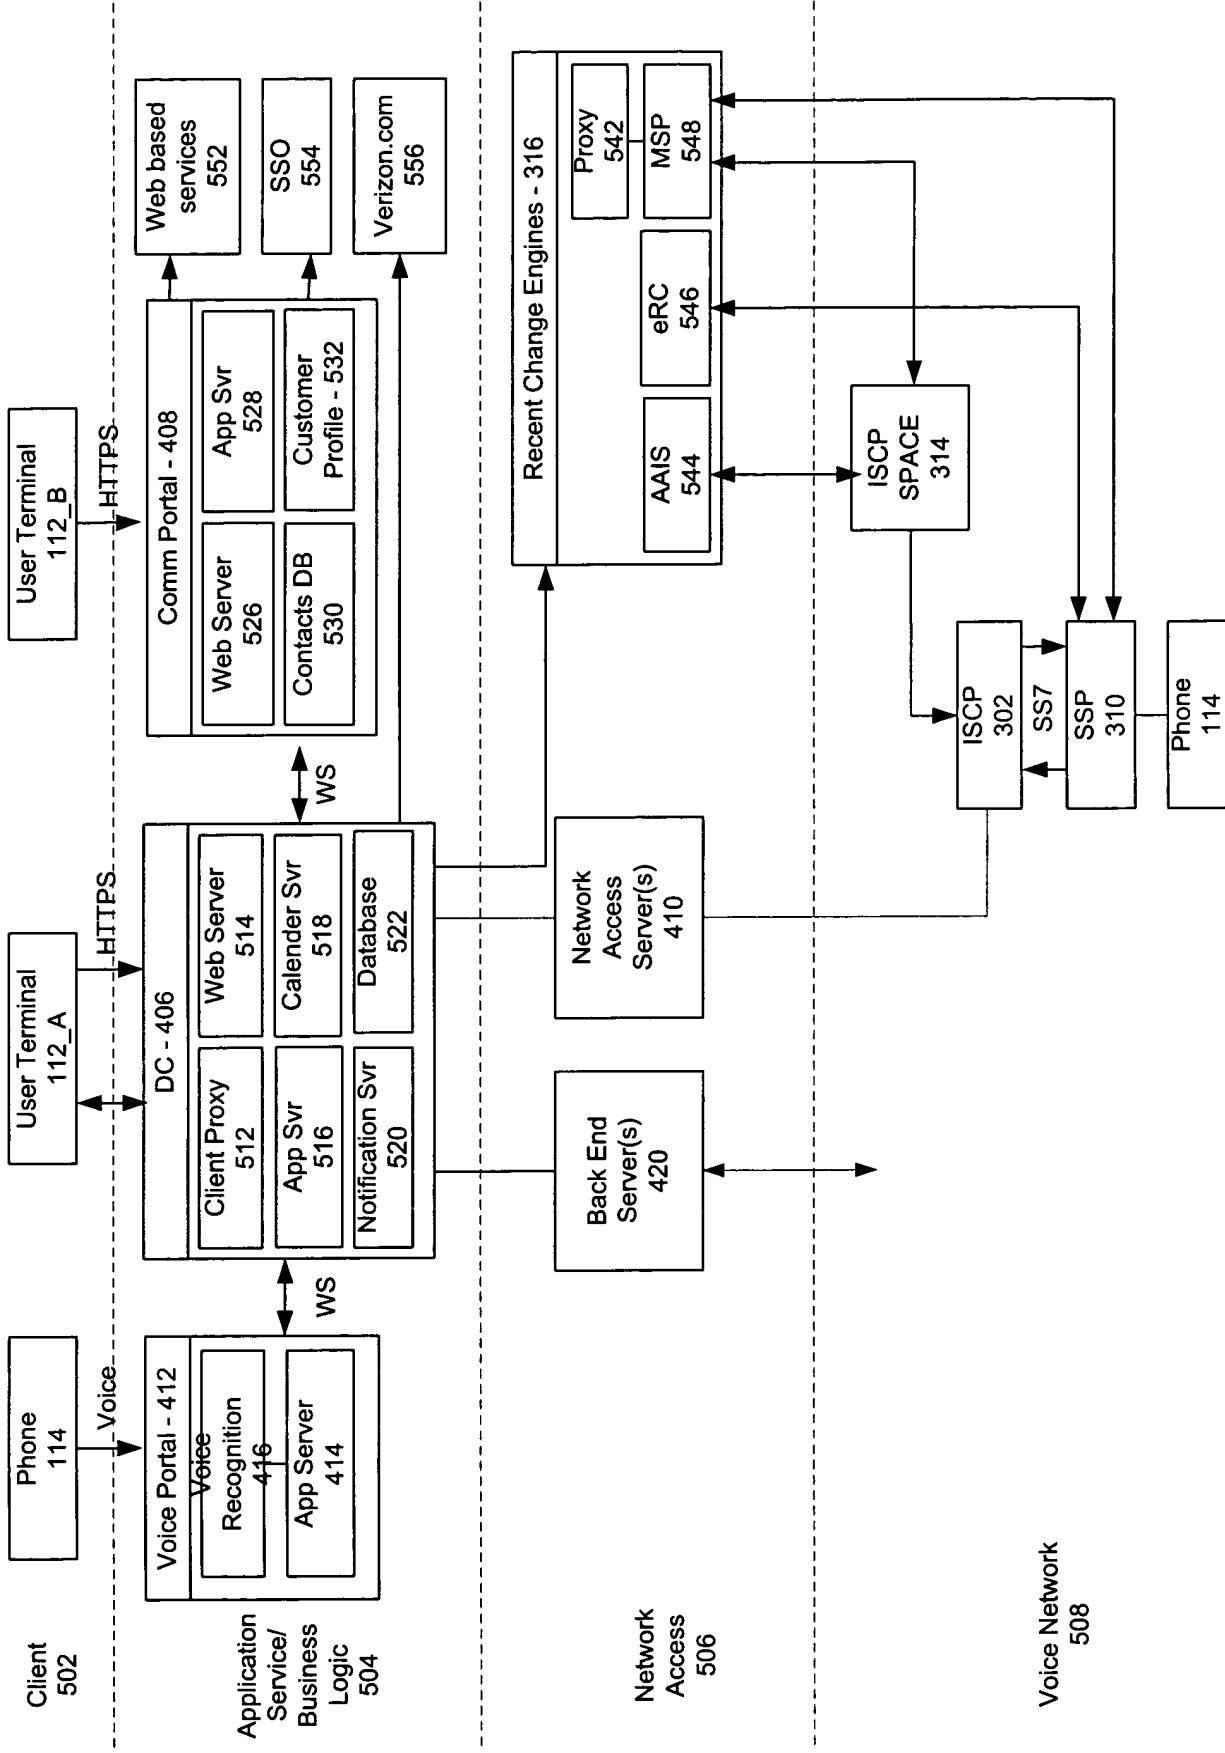 Client
502
Phone
114
User Terminal
112_A
User Terminal
112_B
Voice
HTTPS
HTTPS
Application
Service/
Business
Logic
504
Voice Portal - 412
Voice
Recognition
416
App Server
414
WS
DC - 406
Client Proxy
512
Web Server
514
App Svr
516
Calender Svr
518
Notification Svr
520
Database
522
WS
Comm Portal - 408
Web Server
526
App Svr
528
Contacts DB
530
Customer
Profile - 532
Web based
services
552
SSO
554
Verizon.com
556
Network
Access
506
Back End
Server(s)
420
Network
Access
Server(s)
410
Recent Change Engines - 316
Proxy
542
AAIS
544
eRC
546
MSP
548
Voice Network
508
ISCP
SPACE
314
ISCP
302
SS7
SSP
310
Phone
114